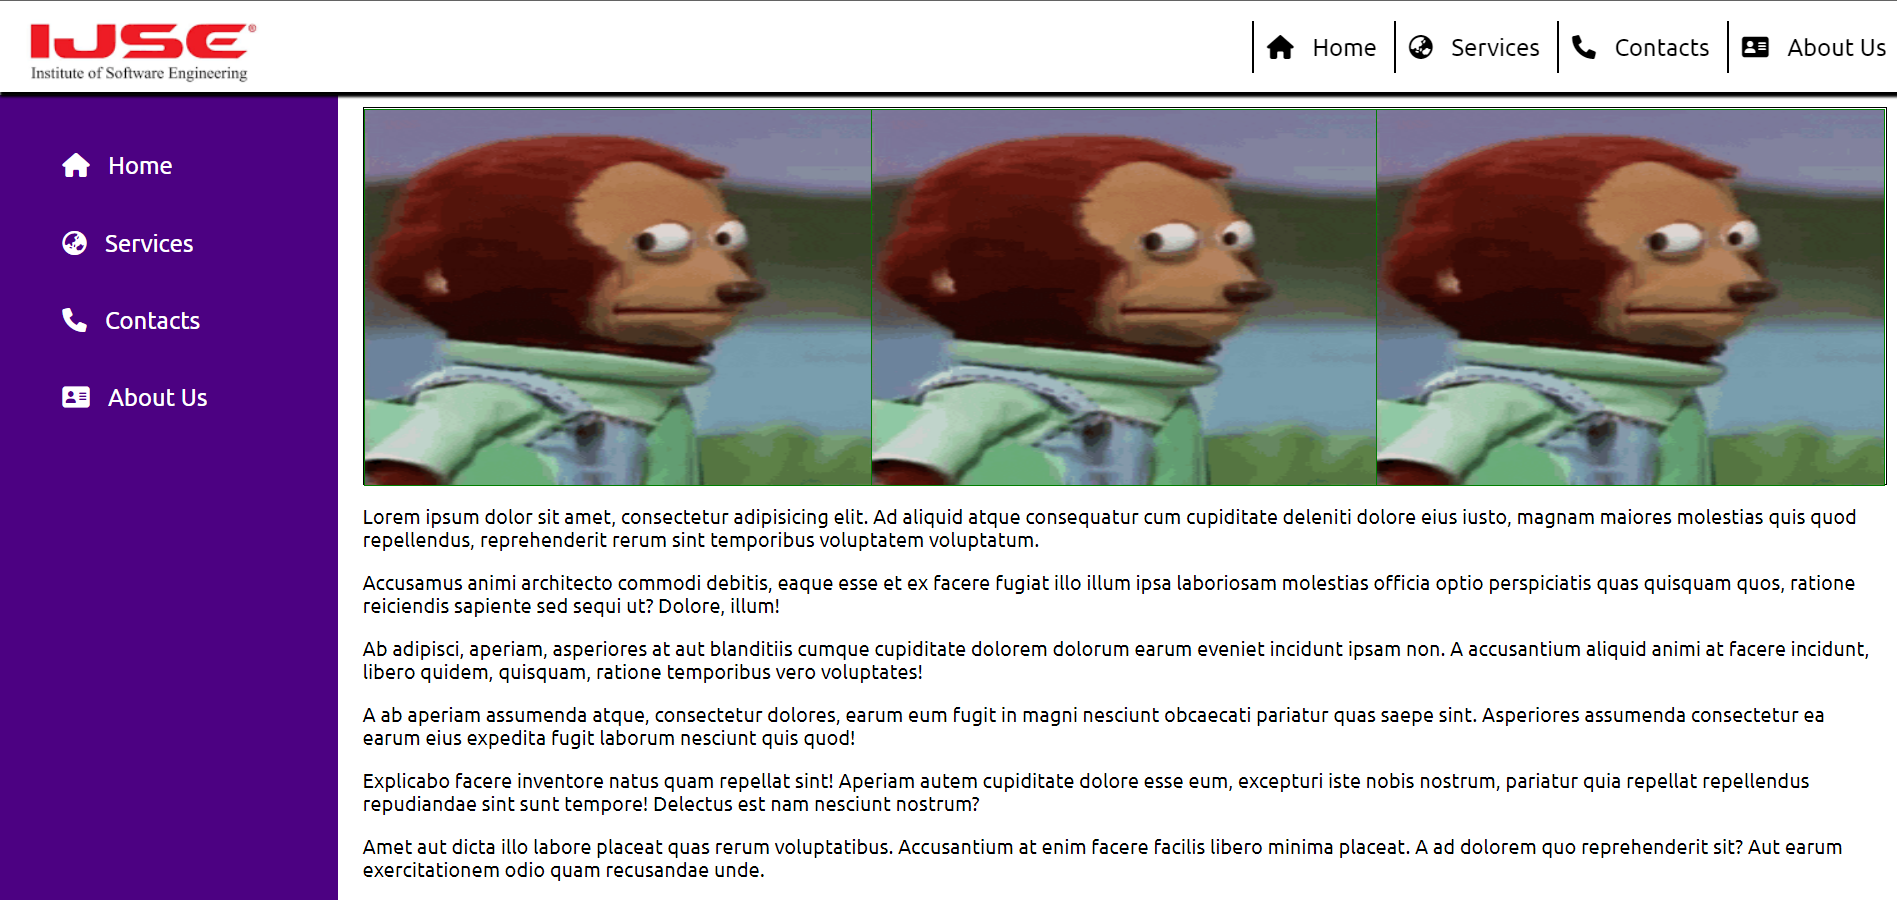 IJSE®
Institute of Software Engineering
Home
Services
Contacts
About Us
Home
Services
Contacts
About Us
Lorem ipsum dolor sit amet, consectetur adipisicing elit. Ad aliquid atque consequatur cum cupiditate deleniti dolore eius iusto, magnam maiores molestias quis quod
repellendus, reprehenderit rerum sint temporibus voluptatem voluptatum.
Accusamus animi architecto commodi debitis, eaque esse et ex facere fugiat illo illum ipsa laboriosam molestias officia optio perspiciatis quas quisquam quos, ratione
reiciendis sapiente sed sequi ut? Dolore, illum!
Ab adipisci, aperiam, asperiores at aut blanditiis cumque cupiditate dolorem dolorum earum eveniet incidunt ipsam non. A accusantium aliquid animi at facere incidunt,
libero quidem, quisquam, ratione temporibus vero voluptates!
A ab aperiam assumenda atque, consectetur dolores, earum eum fugit in magni nesciunt obcaecati pariatur quas saepe sint. Asperiores assumenda consectetur ea
earum eius expedita fugit laborum nesciunt quis quod!
Explicabo facere inventore natus quam repellat sint! Aperiam autem cupiditate dolore esse eum, excepturi iste nobis nostrum, pariatur quia repellat repellendus
repudiandae sint sunt tempore! Delectus est nam nesciunt nostrum?
Amet aut dicta illo labore placeat quas rerum voluptatibus. Accusantium at enim facere facilis libero minima placeat. A ad dolorem quo reprehenderit sit? Aut earum
exercitationem odio quam recusandae unde.